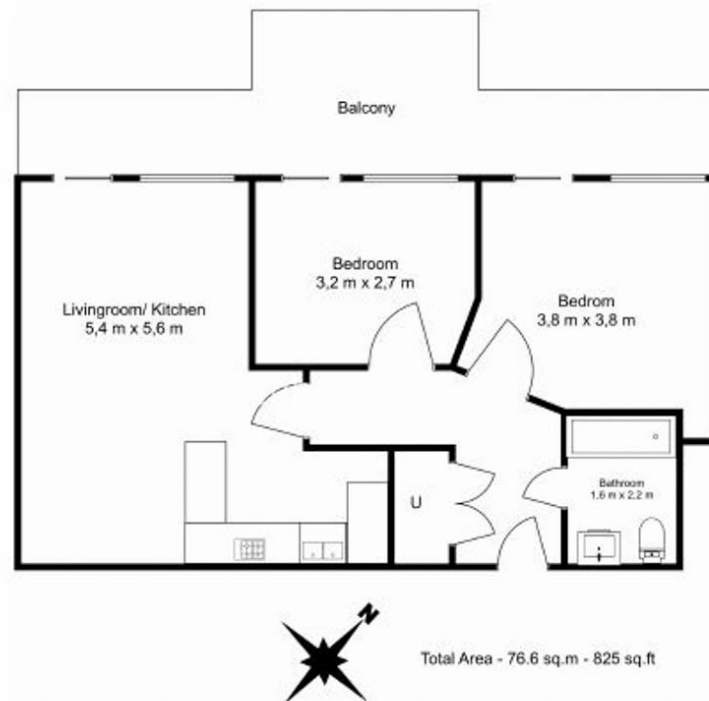 Balcony
Bedroom
3,2 m x 2,7 m
Bedrom
3,8 m x 3,8 m
Livingroom/ Kitchen
5,4 m x 5,6 m
Bathroom
1.6 m x 2.2 m
U
N
Total Area - 76.6 sq.m - 825 sq.ft